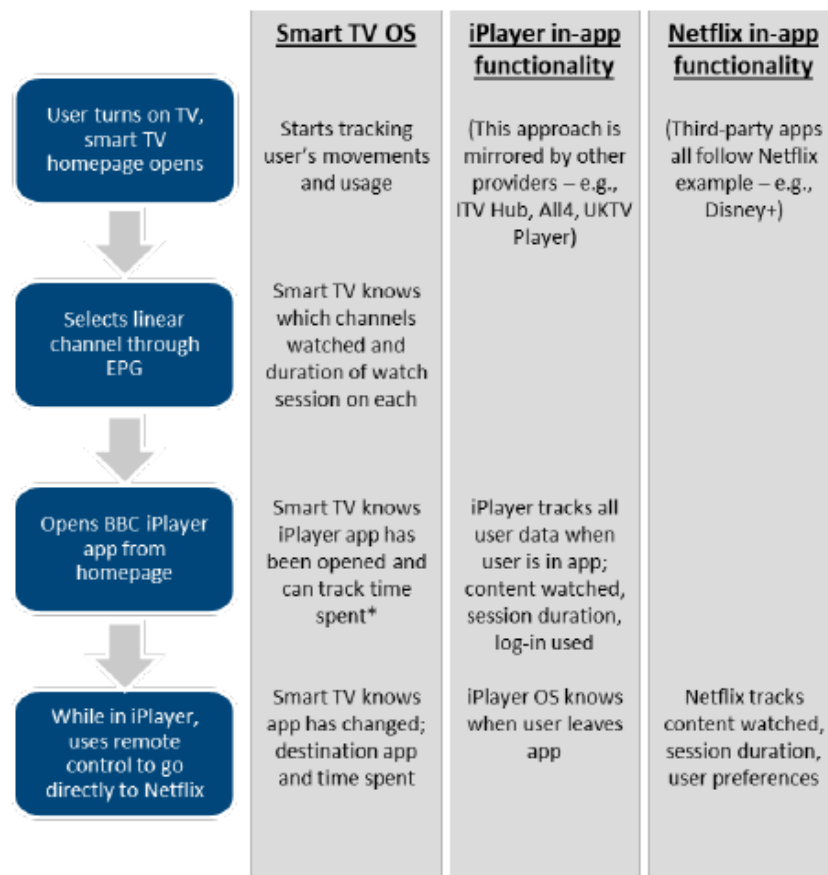 Smart TV OS
iPlayer in-app
functionality
Netflix in-app
functionality
User turns on TV,
smart TV
homepage opens
Starts tracking
user's movements
and usage
(This approach is
mirrored by other
providers – e.g.,
ITV Hub, All4, UKTV
Player)
(Third-party apps
all follow Netflix
example – e.g.,
Disney+)
Selects linear
channel through
EPG
Smart TV knows
which channels
watched and
duration of watch
session on each
Opens BBC iPlayer
app from
homepage
Smart TV knows
iPlayer app has
been opened and
can track time
spent*
iPlayer tracks all
user data when
user is in app;
content watched,
session duration,
log-in used
While in iPlayer,
uses remote
control to go
directly to Netflix
Smart TV knows
app has changed;
destination app
and time spent
iPlayer OS knows
when user leaves
app
Netflix tracks
content watched,
session duration,
user preferences